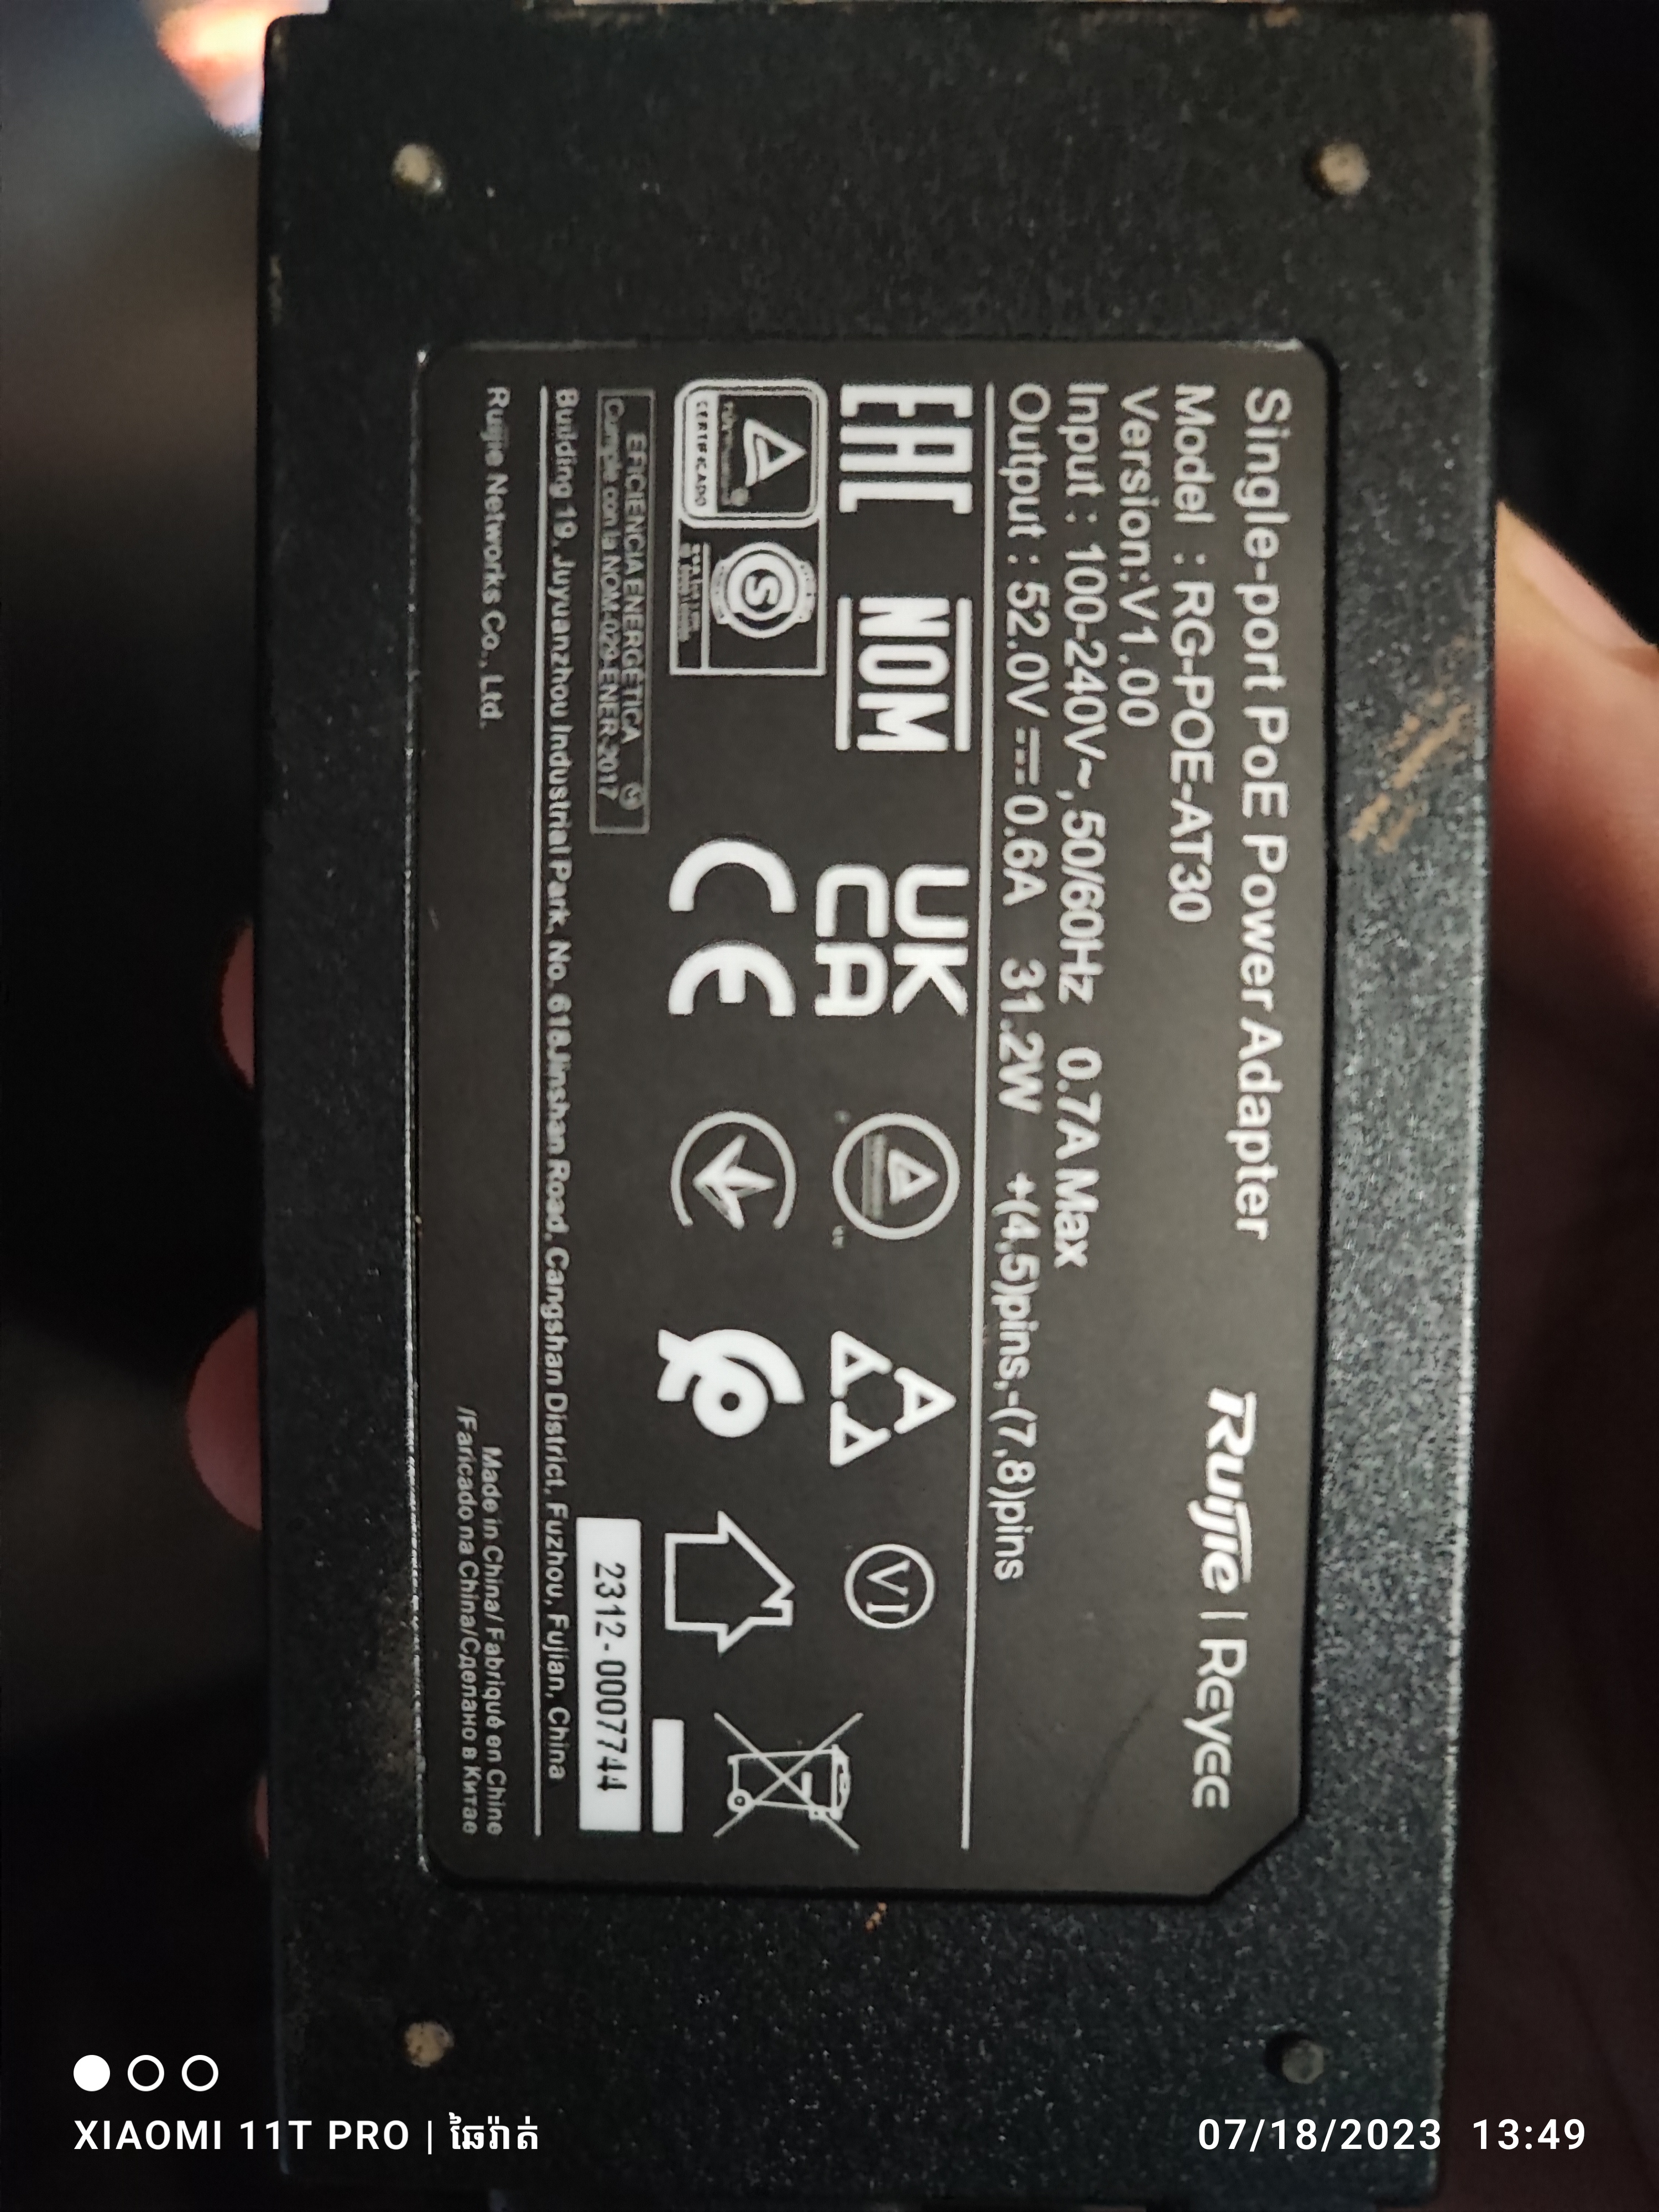 Single-port PoE Power Adapter
Ruijie | Reyee
Model : RG-POE-AT30
Version:V1.00
Input : 100-240V~, 50/60Hz 0.7A Max
Output : 52.0V⎓0.6A 31.2W +(4,5)pins,-(7,8)pins
EAC NOM UK
CA
VI
CERTIFICADO
S
CE
EFICIENCIA ENERGÉTICA
Cumple con la NOM-029-ENER-2017
2312-0007744
Building 19, Juyuanzhou Industrial Park, No. 618Jinshan Road, Cangshan District, Fuzhou, Fujian, China
Ruijie Networks Co., Ltd.
Made in China/ Fabriqué en Chine
/Faricado na China/Сделано в Китае
XIAOMI 11T PRO | ឆៃរ៉ាត់
07/18/2023 13:49